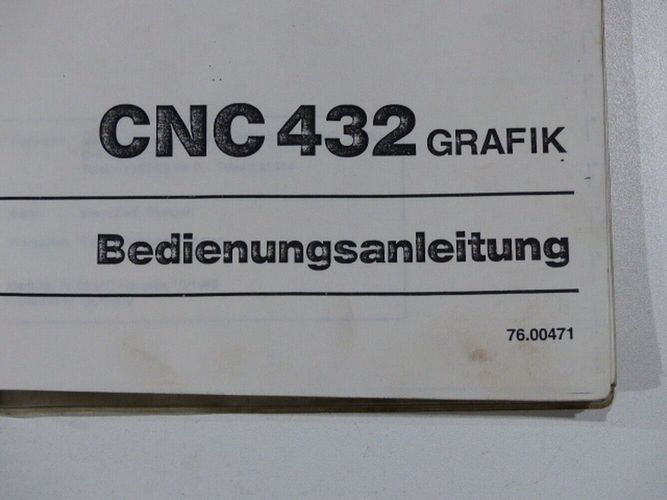 CNC 432 GRAFIK
Bedienungsanleitung
76.00471